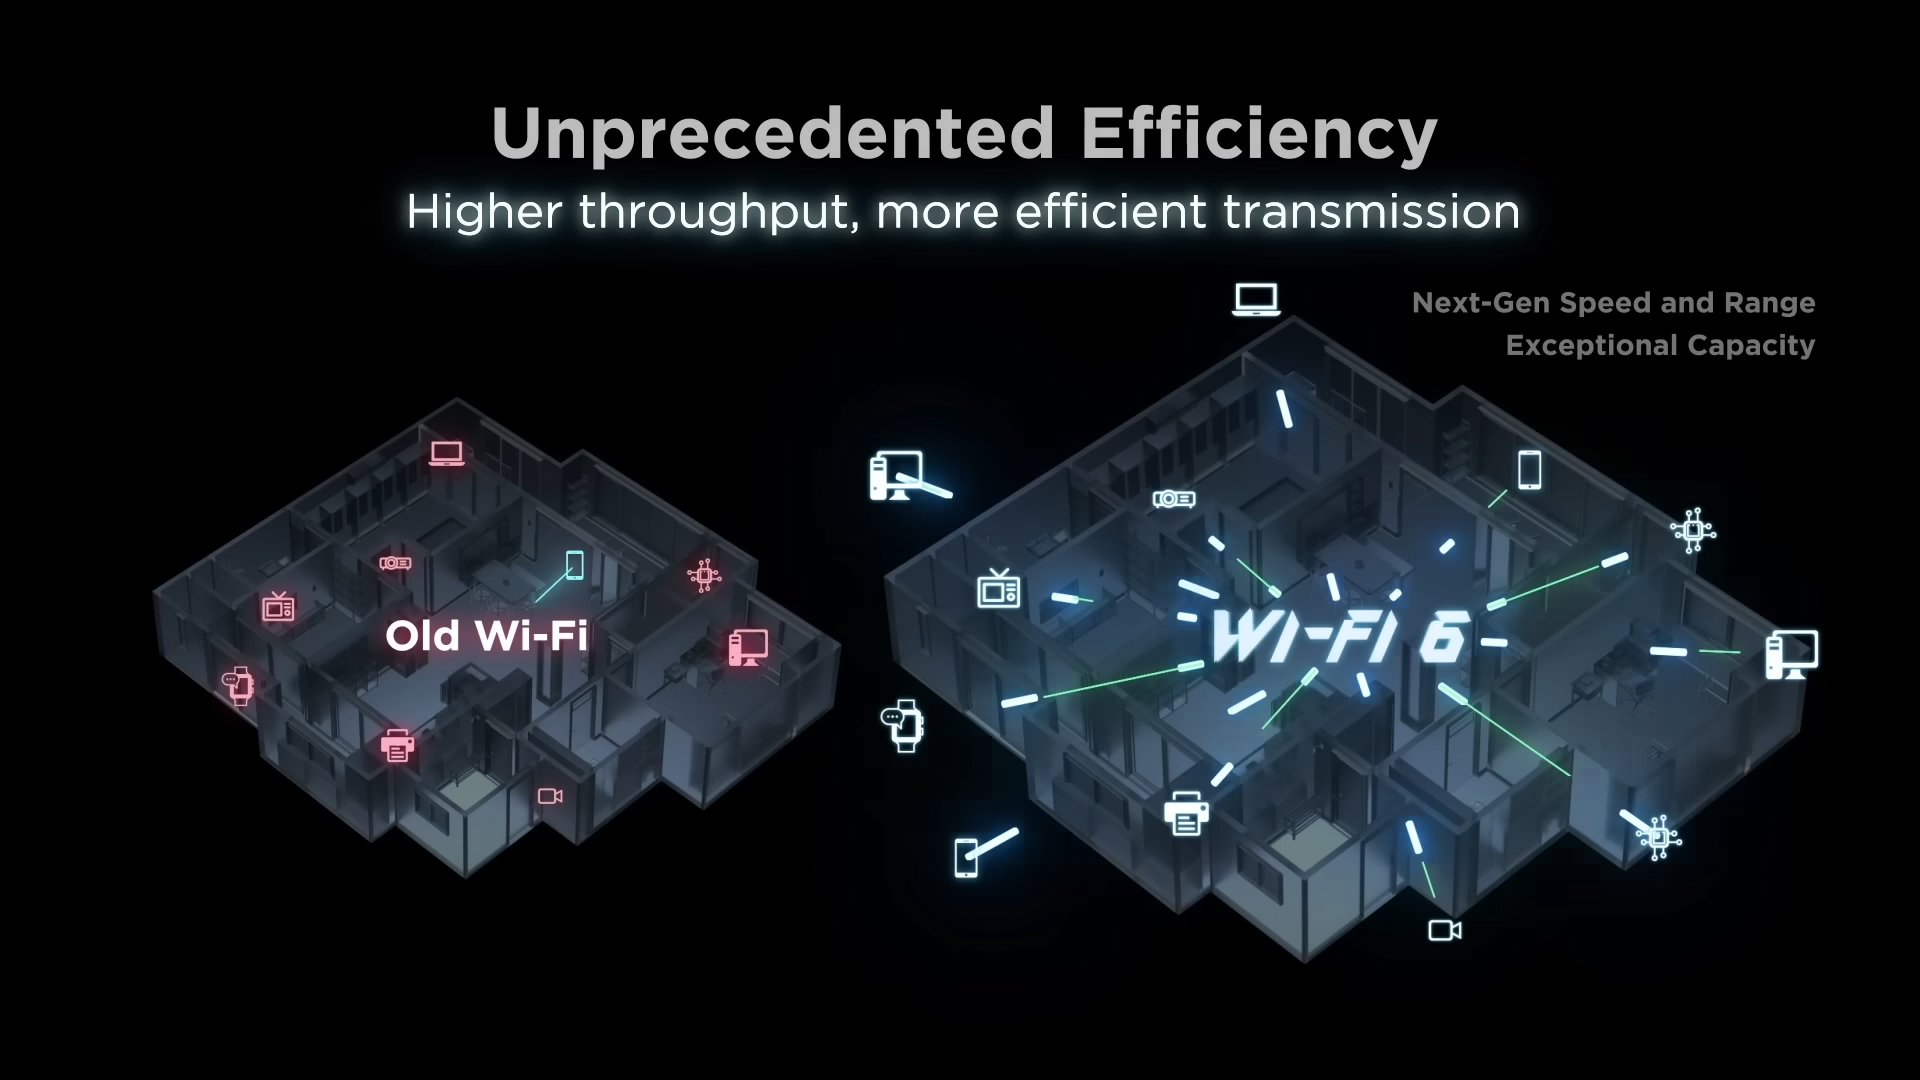 Unprecedented Efficiency
Higher throughput, more efficient transmission
Next-Gen Speed and Range
Exceptional Capacity
Old Wi-Fi
WI-FI 6